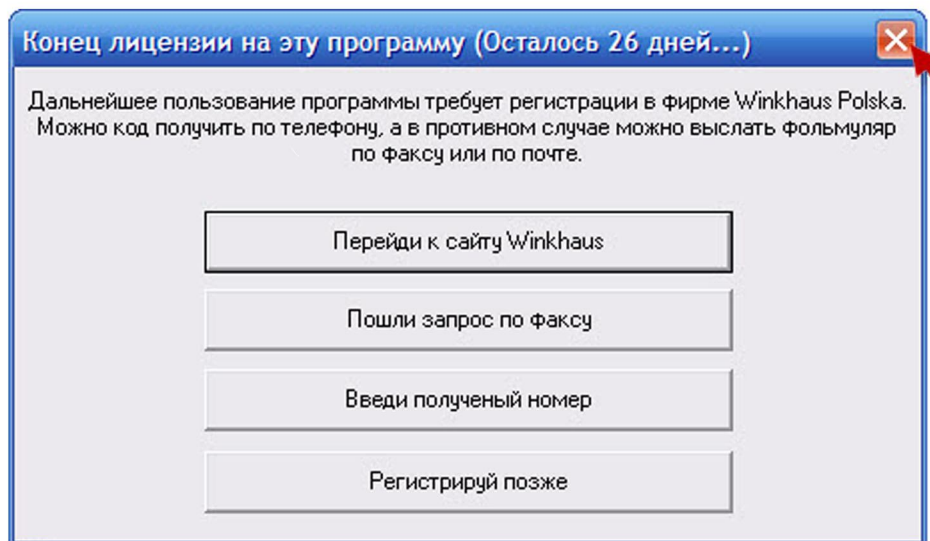 Конец лицензии на эту программу (Осталось 26 дней...)
Дальнейшее пользование программы требует регистрации в фирме Winkhaus Polska.
Можно код получить по телефону, а в противном случае можно выслать фольмуляр
по факсу или по почте.
Перейди к сайту Winkhaus
Пошли запрос по факсу
Введи полученый номер
Регистрируй позже